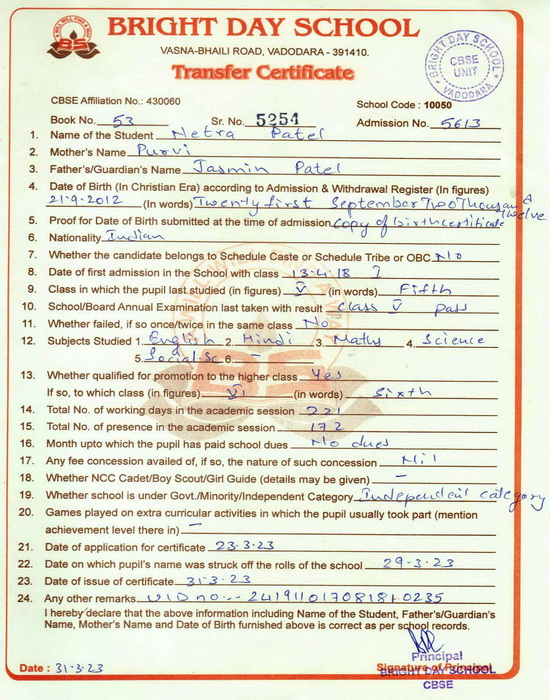 BRIGHT DAY SCHOOL
VASNA-BHAILI ROAD, VADODARA - 391410.
Transfer Certificate
BRIGHT DAY SCHOOL
CBSE
UNIT
VADODARA
CBSE Affiliation No.: 430060
School Code : 10050
Book No. 53 Sr. No. 5254 Admission No. 5613
1. Name of the Student Netra Patel
2. Mother's Name Purvi
3. Father's/Guardian's Name Jasmin Patel
4. Date of Birth (In Christian Era) according to Admission & Withdrawal Register (In figures)
21-9-2012 (In words) Twenty first September Two Thousand Twelve
5. Proof for Date of Birth submitted at the time of admission Copy of birth certificate
6. Nationality Indian
7. Whether the candidate belongs to Schedule Caste or Schedule Tribe or OBC No
8. Date of first admission in the School with class 13-4-18
9. Class in which the pupil last studied (in figures) V (in words) Fifth
10. School/Board Annual Examination last taken with result class V pass
11. Whether failed, if so once/twice in the same class No
12. Subjects Studied 1. English 2. Hindi 3. Maths 4. Science
5. Social-Sc 6. –
13. Whether qualified for promotion to the higher class Yes
If so, to which class (in figures) VI (in words) Sixth
14. Total No. of working days in the academic session 221
15. Total No. of presence in the academic session 172
16. Month upto which the pupil has paid school dues No dues
17. Any fee concession availed of, if so, the nature of such concession Nil
18. Whether NCC Cadet/Boy Scout/Girl Guide (details may be given) –
19. Whether school is under Govt./Minority/Independent Category Independent category
20. Games played on extra curricular activities in which the pupil usually took part (mention
achievement level there in) –
21. Date of application for certificate 23-3-23
22. Date on which pupil's name was struck off the rolls of the school 29-3-23
23. Date of issue of certificate 31-3-23
24. Any other remarks UID no-- 241911017081810235
I hereby declare that the above information including Name of the Student, Father's/Guardian's
Name, Mother's Name and Date of Birth furnished above is correct as per school records.
Principal
Date : 31-3-23 Signature of Principal
BRIGHT DAY SCHOOL
CBSE